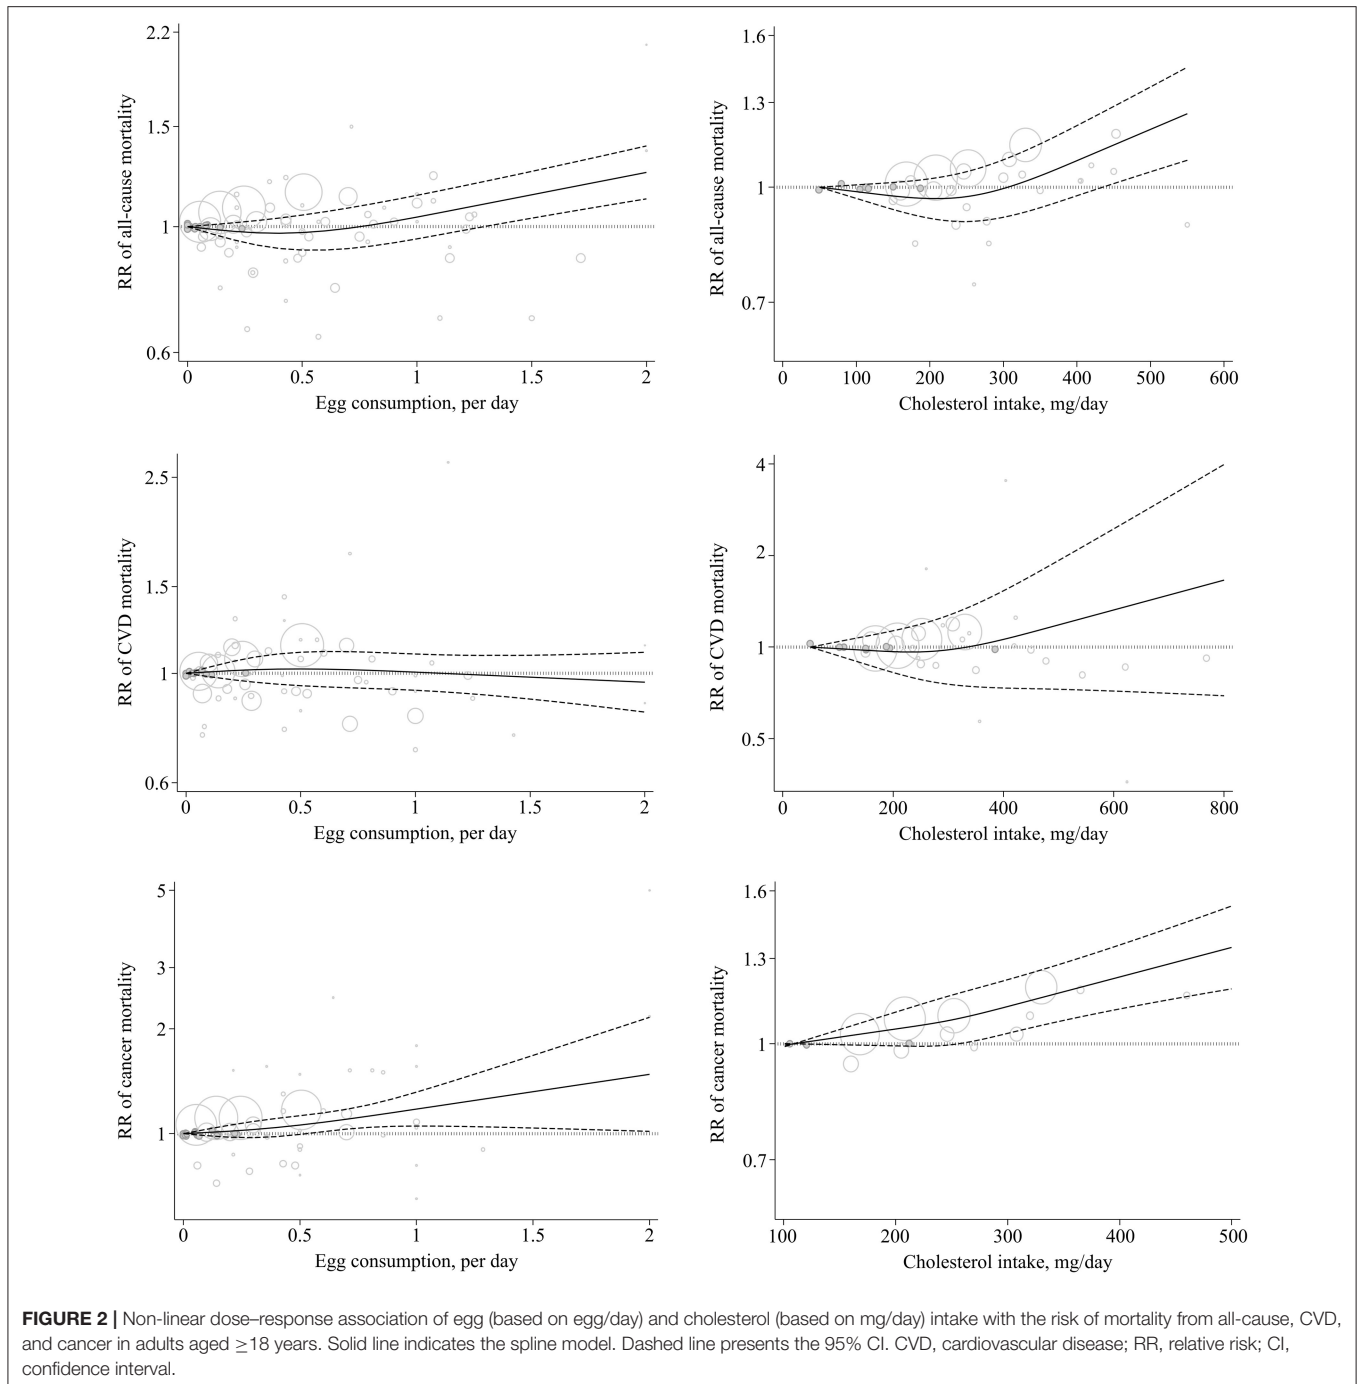 2.2
1.5
1
0.6
RR of all-cause mortality
0 0.5 1 1.5 2
Egg consumption, per day
1.6
1.3
1
0.7
RR of all-cause mortality
0 100 200 300 400 500 600
Cholesterol intake, mg/day
2.5
1.5
1
0.6
RR of CVD mortality
0 0.5 1 1.5 2
Egg consumption, per day
4
2
1
0.5
RR of CVD mortality
0 200 400 600 800
Cholesterol intake, mg/day
5
3
2
1
RR of cancer mortality
0 0.5 1 1.5 2
Egg consumption, per day
1.6
1.3
1
0.7
RR of cancer mortality
100 200 300 400 500
Cholesterol intake, mg/day
FIGURE 2 | Non-linear dose–response association of egg (based on egg/day) and cholesterol (based on mg/day) intake with the risk of mortality from all-cause, CVD,
and cancer in adults aged ≥18 years. Solid line indicates the spline model. Dashed line presents the 95% CI. CVD, cardiovascular disease; RR, relative risk; CI,
confidence interval.